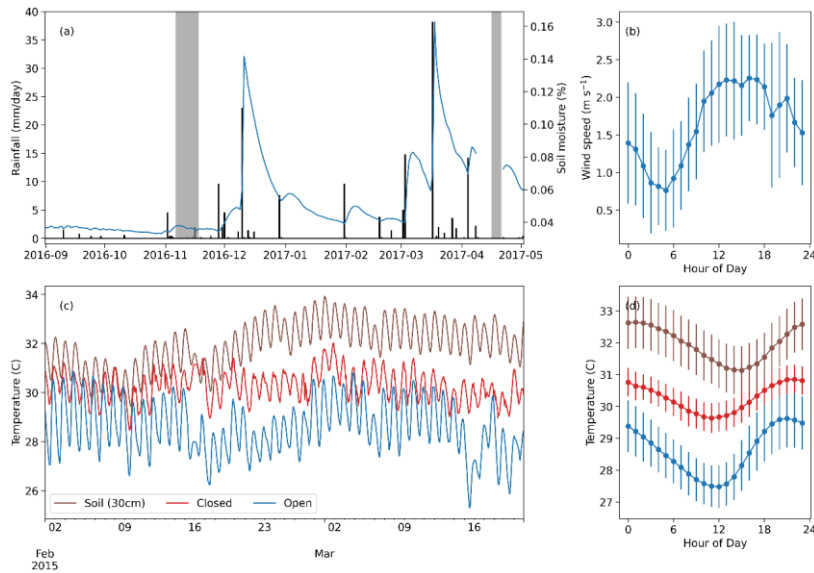 (a)
Rainfall (mm/day)
40
35
30
25
20
15
10
5
0
0.16
0.14
0.12
0.10
0.08
0.06
0.04
Soil moisture (%)
2016-09 2016-10 2016-11 2016-12 2017-01 2017-02 2017-03 2017-04 2017-05
(b)
Wind speed (m s⁻¹)
3.0
2.5
2.0
1.5
1.0
0.5
0 6 12 18 24
Hour of Day
(c)
Temperature (C)
34
32
30
28
26
Soil (30cm) Closed Open
02 09 16 23 02 09 16
Feb Mar
2015
(d)
Temperature (C)
33
32
31
30
29
28
27
0 6 12 18 24
Hour of Day